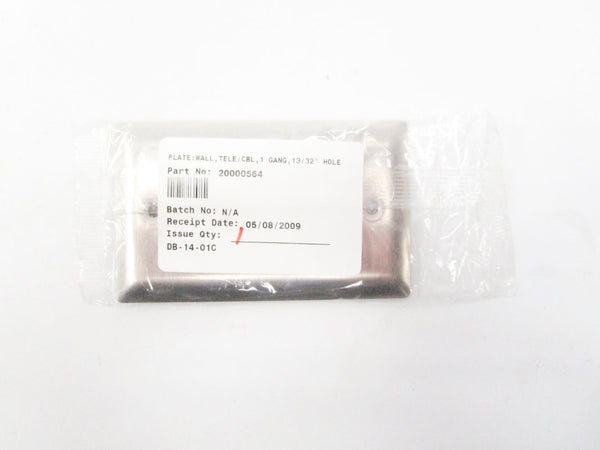 PLATE:WALL,TELE/CBL,1 GANG,13/32" HOLE
Part No: 20000564
Batch No: N/A
Receipt Date: 05/08/2009
Issue Qty: 1
DB-14-01C